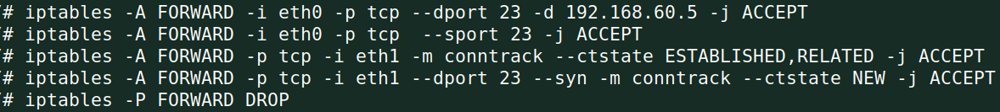 /# iptables -A FORWARD -i eth0 -p tcp --dport 23 -d 192.168.60.5 -j ACCEPT
/# iptables -A FORWARD -i eth0 -p tcp  --sport 23 -j ACCEPT
/# iptables -A FORWARD -p tcp -i eth1 -m conntrack --ctstate ESTABLISHED,RELATED -j ACCEPT
/# iptables -A FORWARD -p tcp -i eth1 --dport 23 --syn -m conntrack --ctstate NEW -j ACCEPT
/# iptables -P FORWARD DROP